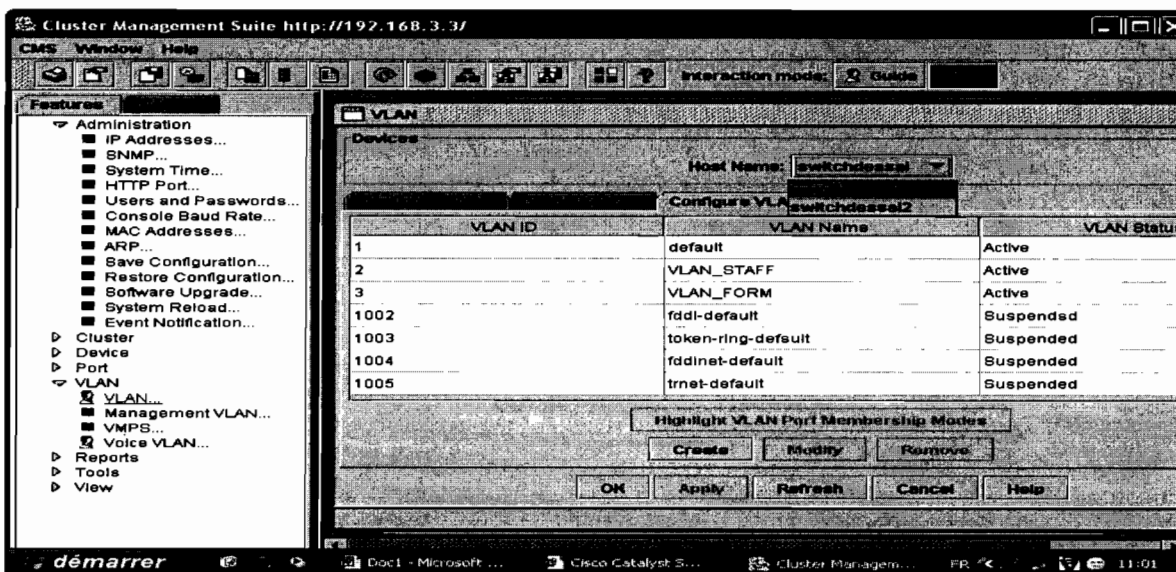 Cluster Management Suite http://192.168.3.3/
CMS Window Help
Interaction mode: Guide
Features
Administration
IP Addresses...
SNMP...
System Time...
HTTP Port...
Users and Passwords...
Console Baud Rate...
MAC Addresses...
ARP...
Save Configuration...
Restore Configuration...
Software Upgrade...
System Reload...
Event Notification...
Cluster
Device
Port
VLAN
VLAN...
Management VLAN...
VMPS...
Voice VLAN...
Reports
Tools
View
VLAN
Devices
Host Name: switchdessai
switchdessai2
Configure VLA
VLAN ID VLAN Name VLAN Statu
1 default Active
2 VLAN_STAFF Active
3 VLAN_FORM Active
1002 fddi-default Suspended
1003 token-ring-default Suspended
1004 fddinet-default Suspended
1005 trnet-default Suspended
Highlight VLAN Port Membership Modes
Create Modify Remove
OK Apply Refresh Cancel Help
démarrer Doc1 - Microsoft ... Cisco Catalyst S... Cluster Managem... FR 11:01